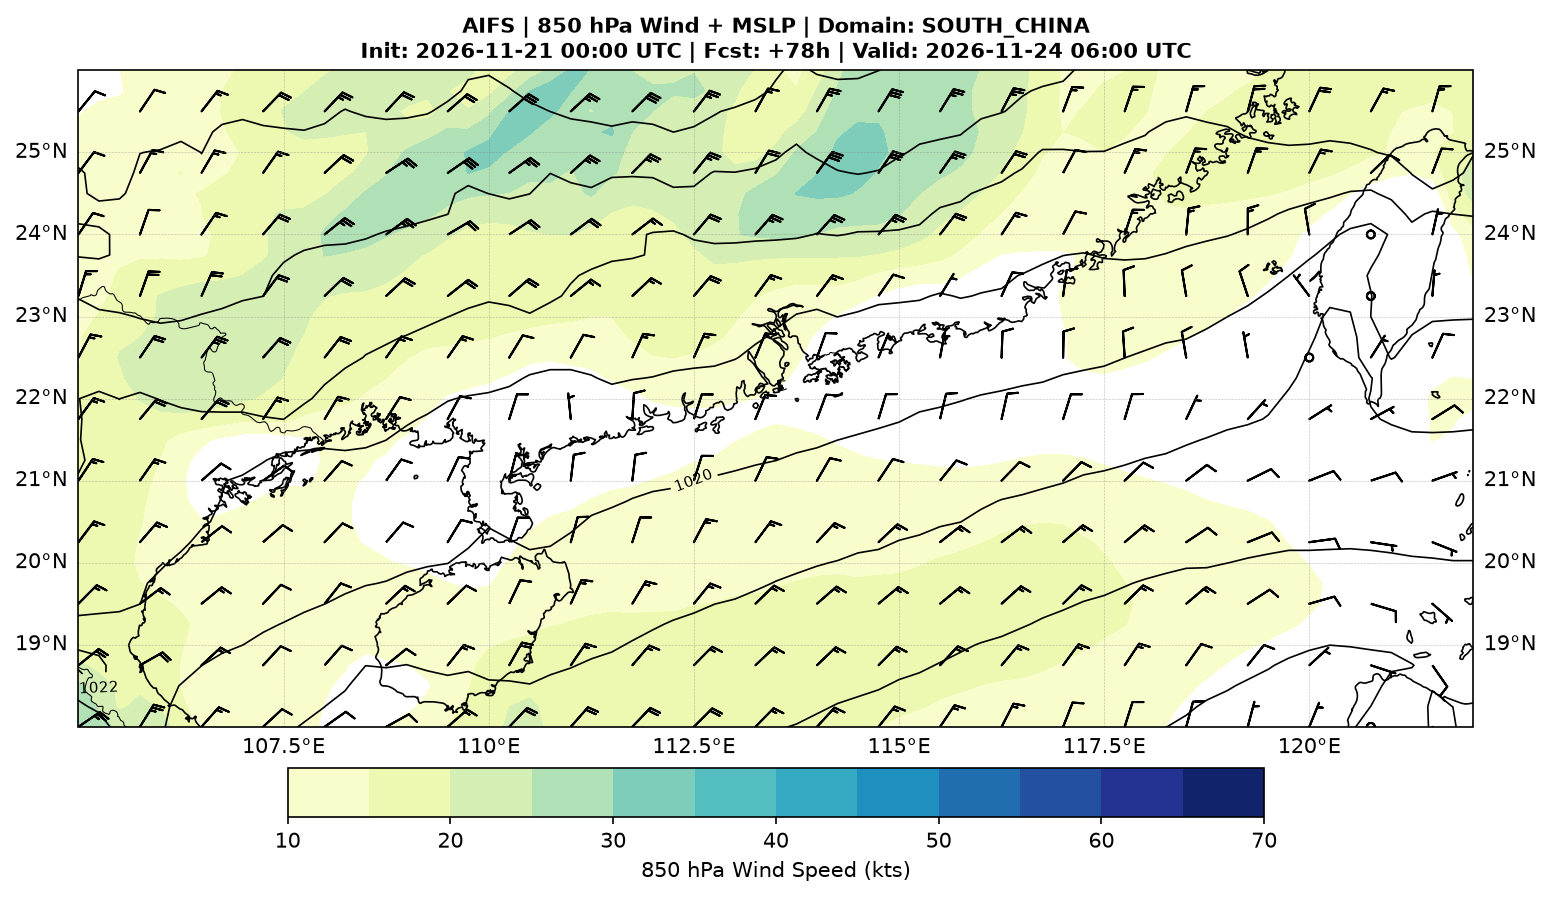 AIFS | 850 hPa Wind + MSLP | Domain: SOUTH_CHINA
Init: 2026-11-21 00:00 UTC | Fcst: +78h | Valid: 2026-11-24 06:00 UTC
25°N 25°N
24°N 24°N
23°N 23°N
22°N 22°N
21°N 21°N
1020
20°N 20°N
19°N 19°N
1022
107.5°E 110°E 112.5°E 115°E 117.5°E 120°E
10 20 30 40 50 60 70
850 hPa Wind Speed (kts)